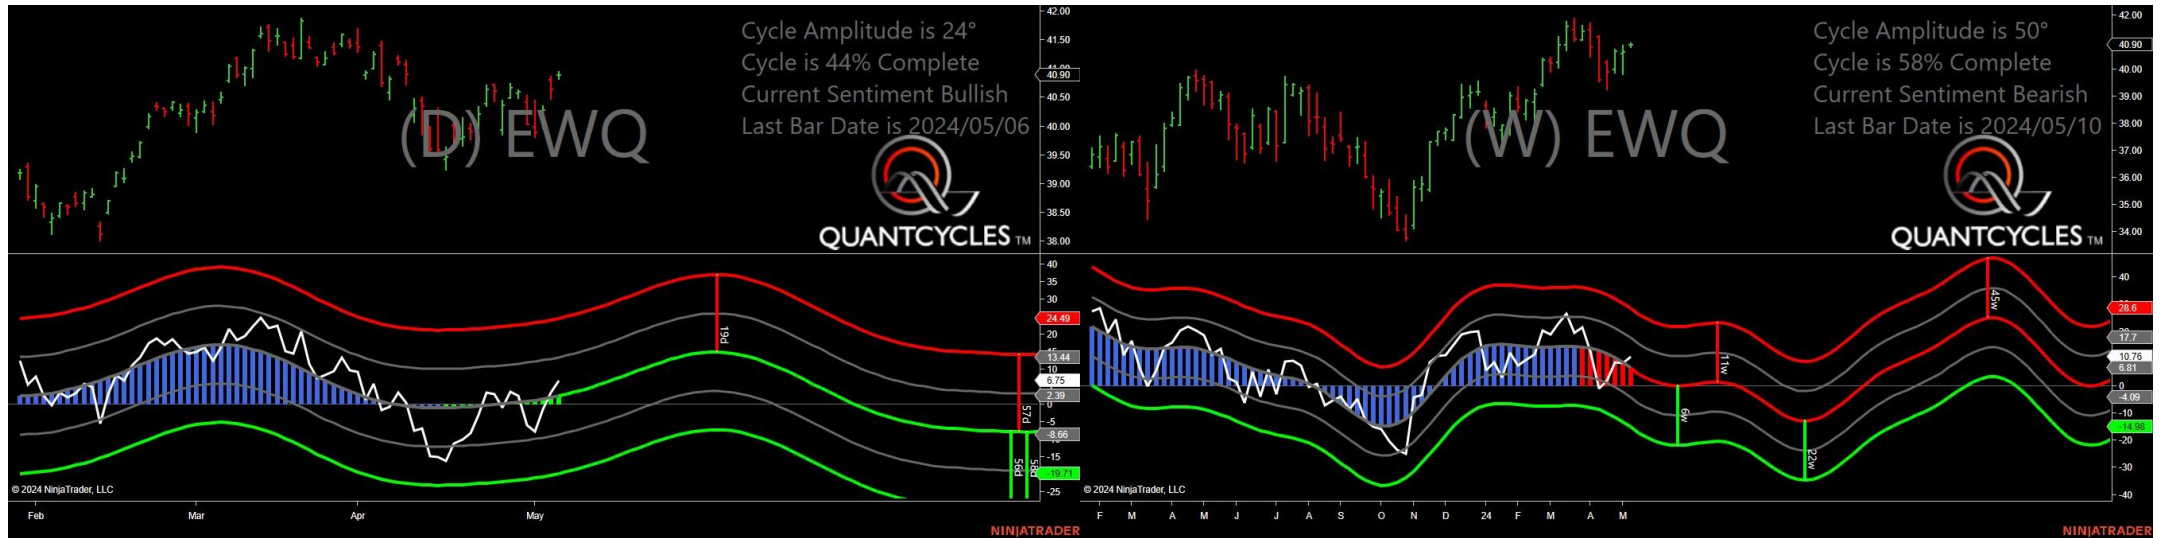 Cycle Amplitude is 24°
Cycle is 44% Complete
Current Sentiment Bullish
Last Bar Date is 2024/05/06
(D) EWQ
QUANTCYCLES TM
42.00
41.50
41.00
40.90
40.50
40.00
39.50
39.00
38.50
38.00
40
35
30
24.49
20
13.44
10
6.75
2.39
0
-5
-8.66
-15
-19.71
-25
19d
57d
56d
58d
© 2024 NinjaTrader, LLC
Feb Mar Apr May
NINJATRADER
Cycle Amplitude is 50°
Cycle is 58% Complete
Current Sentiment Bearish
Last Bar Date is 2024/05/10
(W) EWQ
QUANTCYCLES TM
42.00
40.90
40.00
39.00
38.00
37.00
36.00
35.00
34.00
40
28.6
17.7
10.76
6.81
0
-4.09
-10
-14.98
-20
-30
-40
45w
11w
6w
22w
© 2024 NinjaTrader, LLC
F M A M J J A S O N D 24 F M A M
NINJATRADER